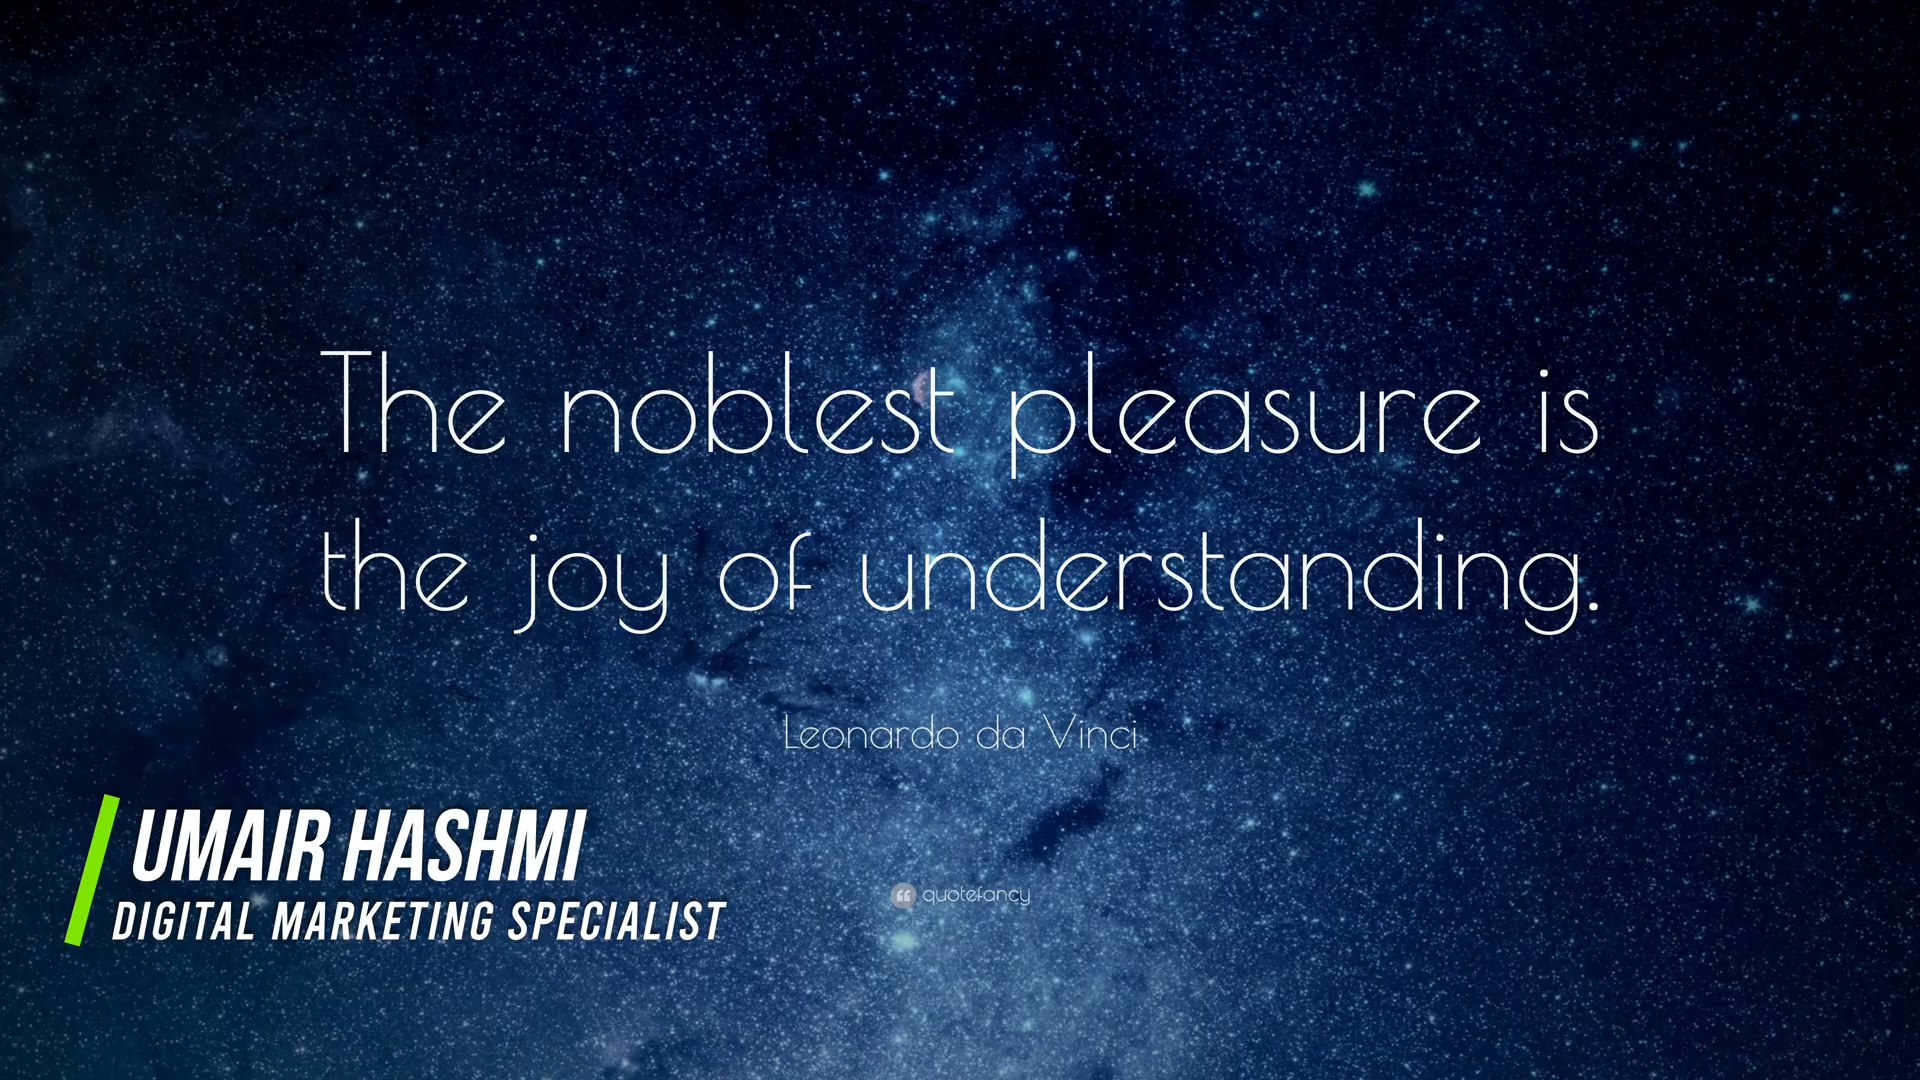 The noblest pleasure is
the joy of understanding.
Leonardo da Vinci
UMAIR HASHMI
DIGITAL MARKETING SPECIALIST
quotefancy